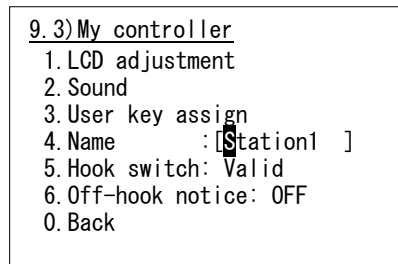 9.3)My controller
1.LCD adjustment
2.Sound
3.User key assign
4.Name :[Station1 ]
5.Hook switch: Valid
6.Off-hook notice: OFF
0.Back